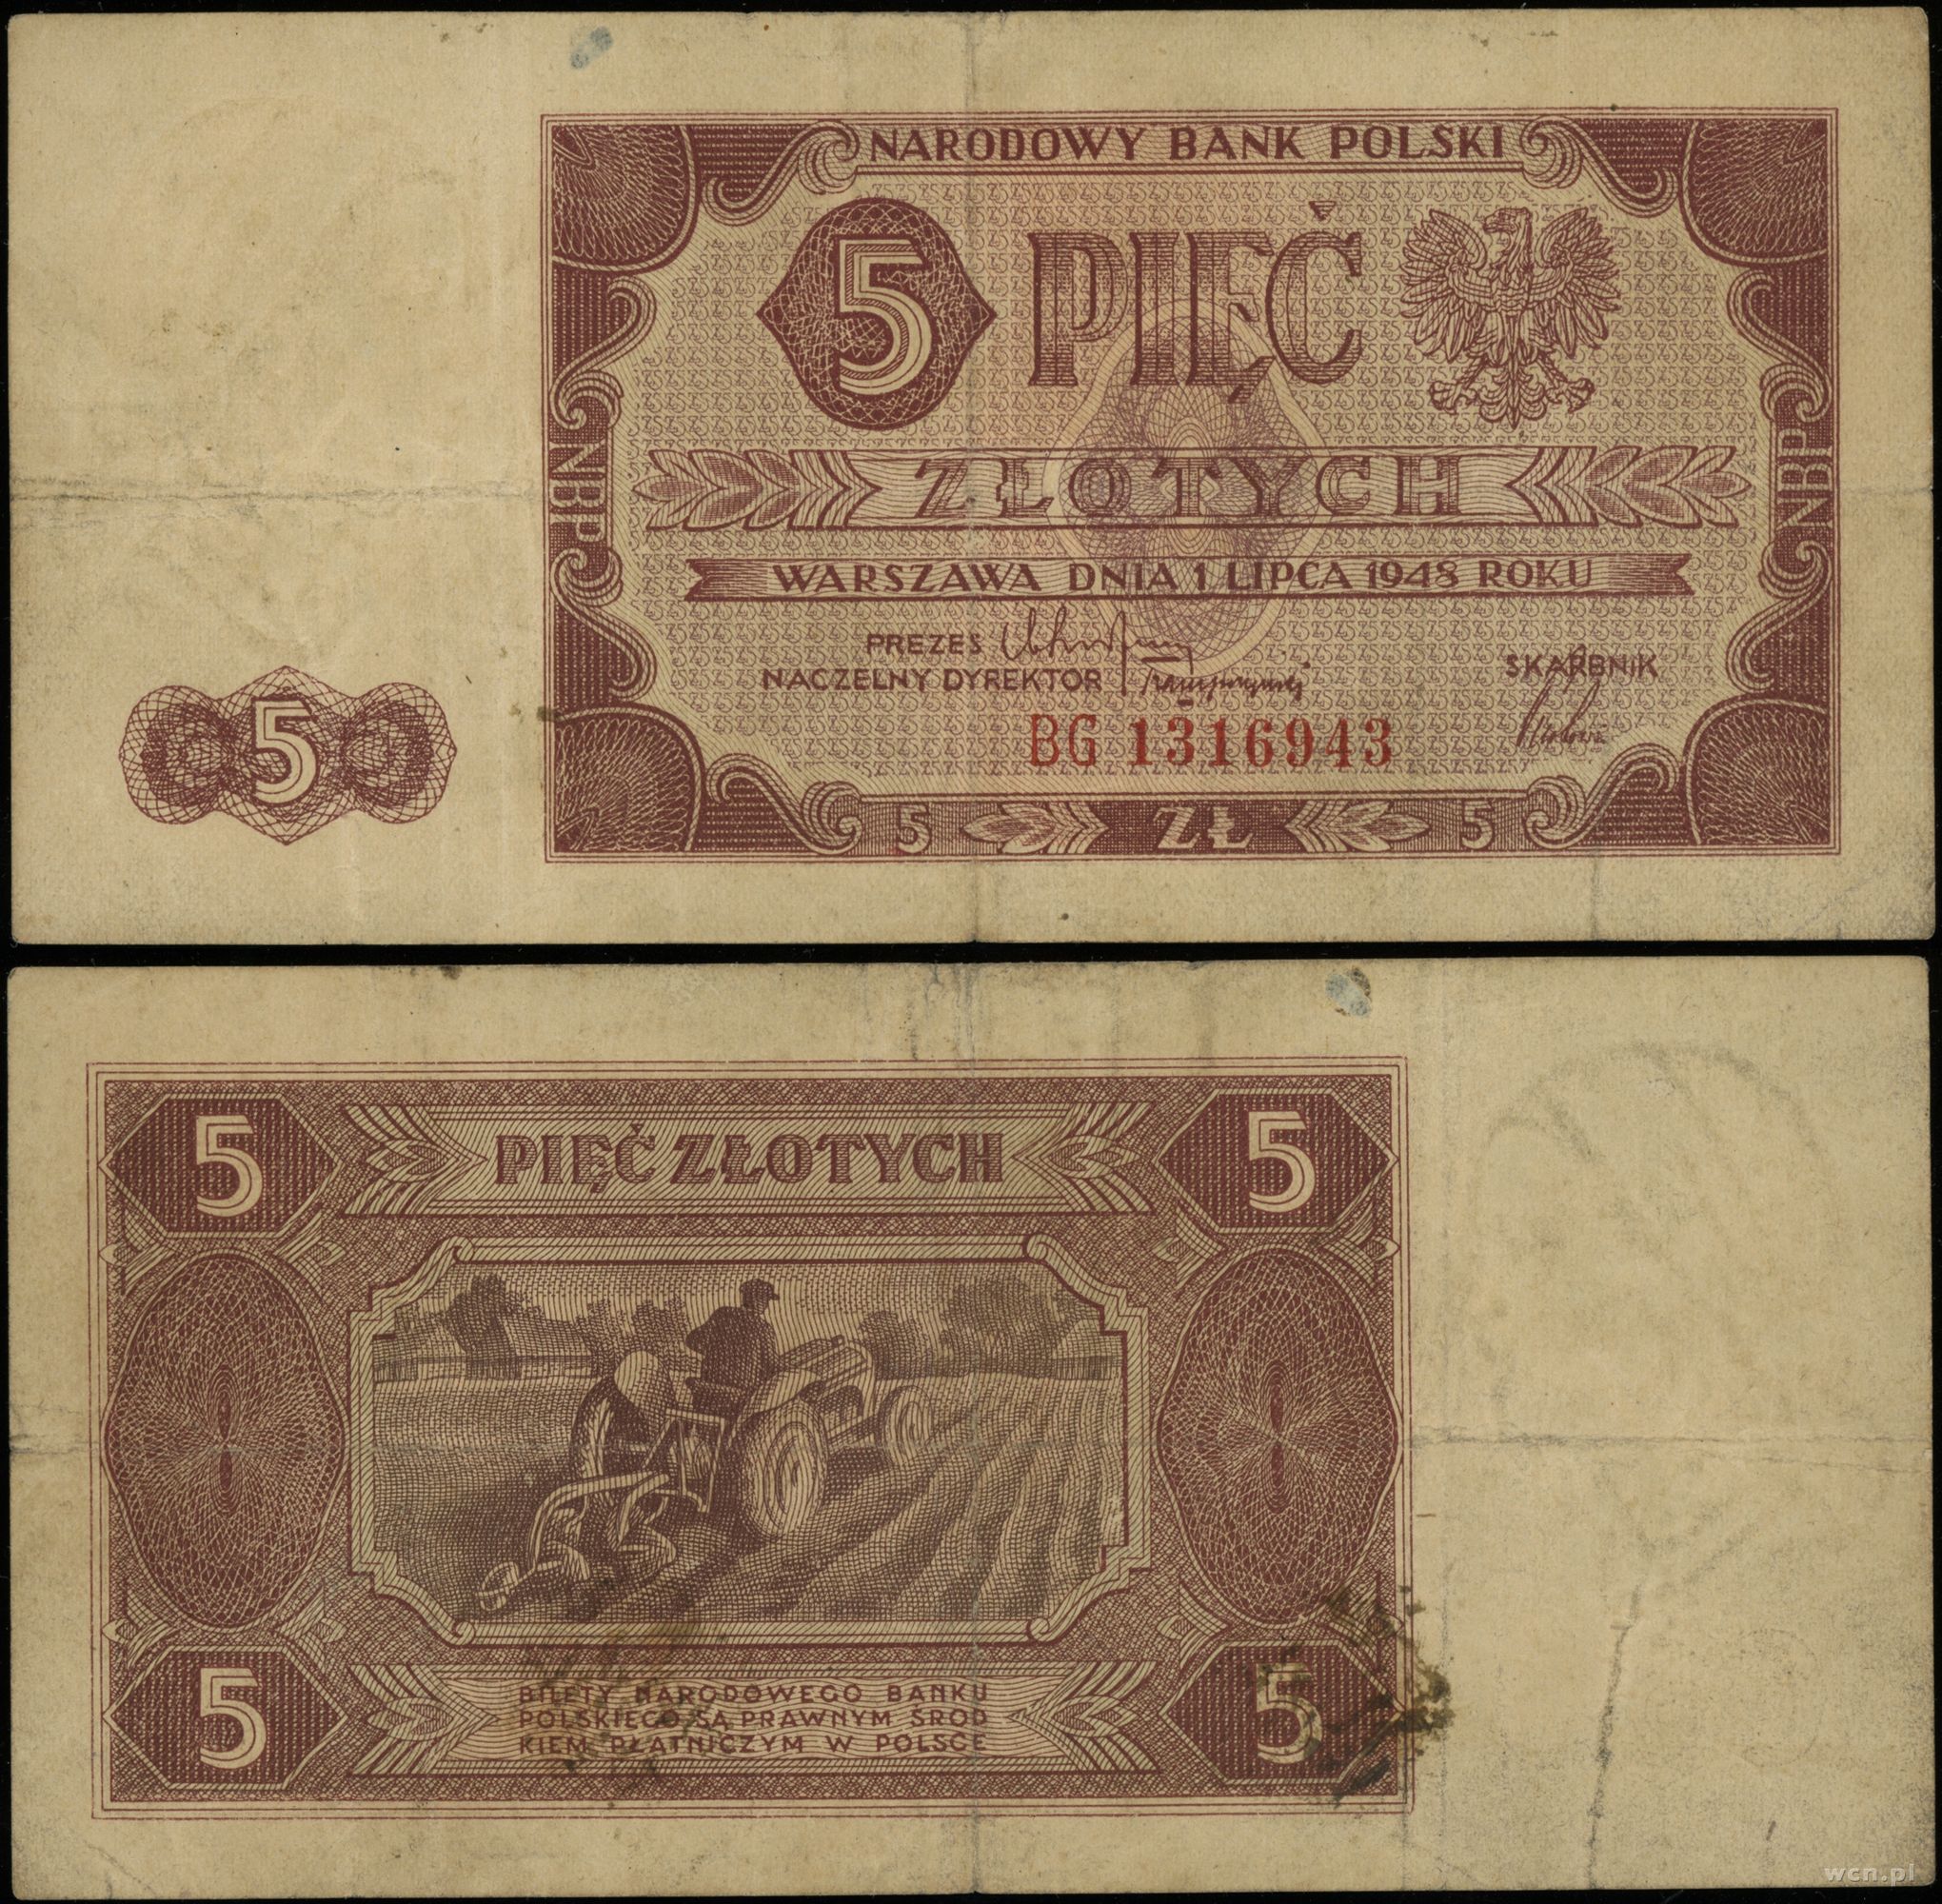 NARODOWY BANK POLSKI
5 PIĘĆ
ZŁOTYCH
WARSZAWA DNIA 1 LIPCA 1948 ROKU
PREZES
NACZELNY DYREKTOR
SKARBNIK
BG 1316943
NBP
NBP
5
5 ZŁ 5
5 PIĘĆ ZŁOTYCH 5
5 5
BILETY NARODOWEGO BANKU
POLSKIEGO SĄ PRAWNYM ŚROD
KIEM PŁATNICZYM W POLSCE
wcn.pl